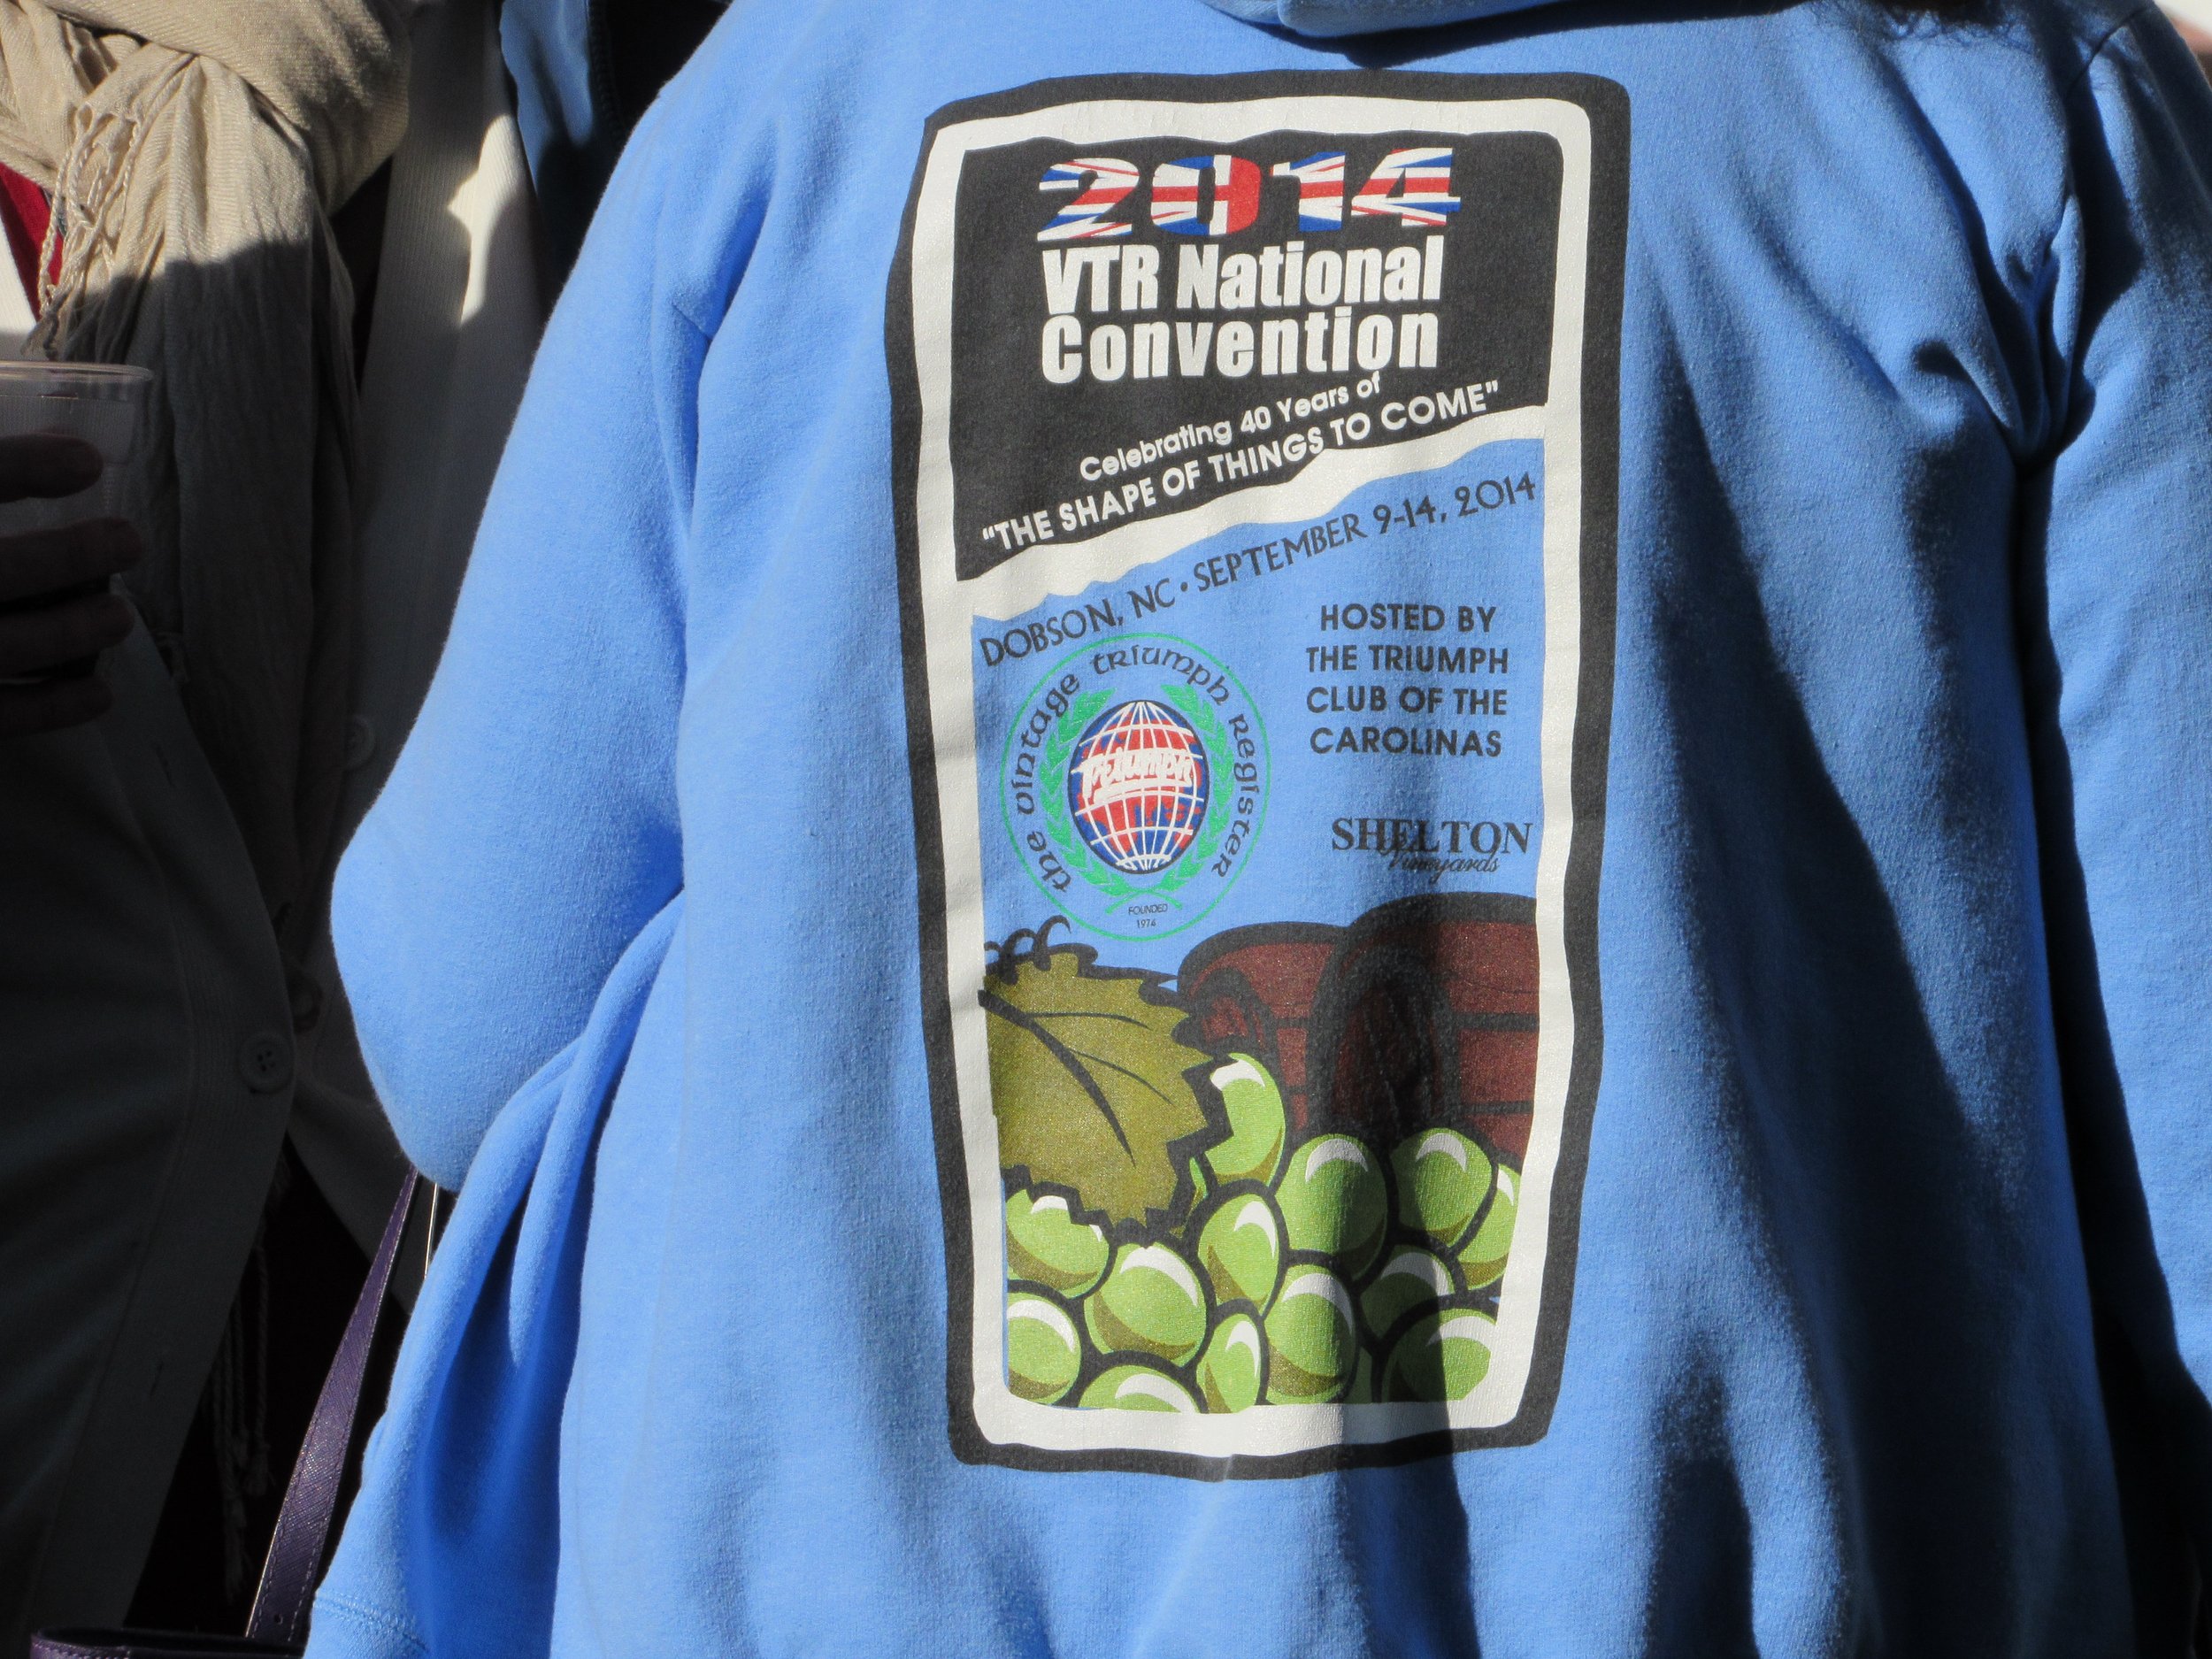 2014
VTR National
Convention
Celebrating 40 Years of
"THE SHAPE OF THINGS TO COME"
DOBSON, NC • SEPTEMBER 9-14, 2014
HOSTED BY
THE TRIUMPH
CLUB OF THE
CAROLINAS
the vintage triumph register
Triumph
FOUNDED
1974
SHELTON
Vineyards